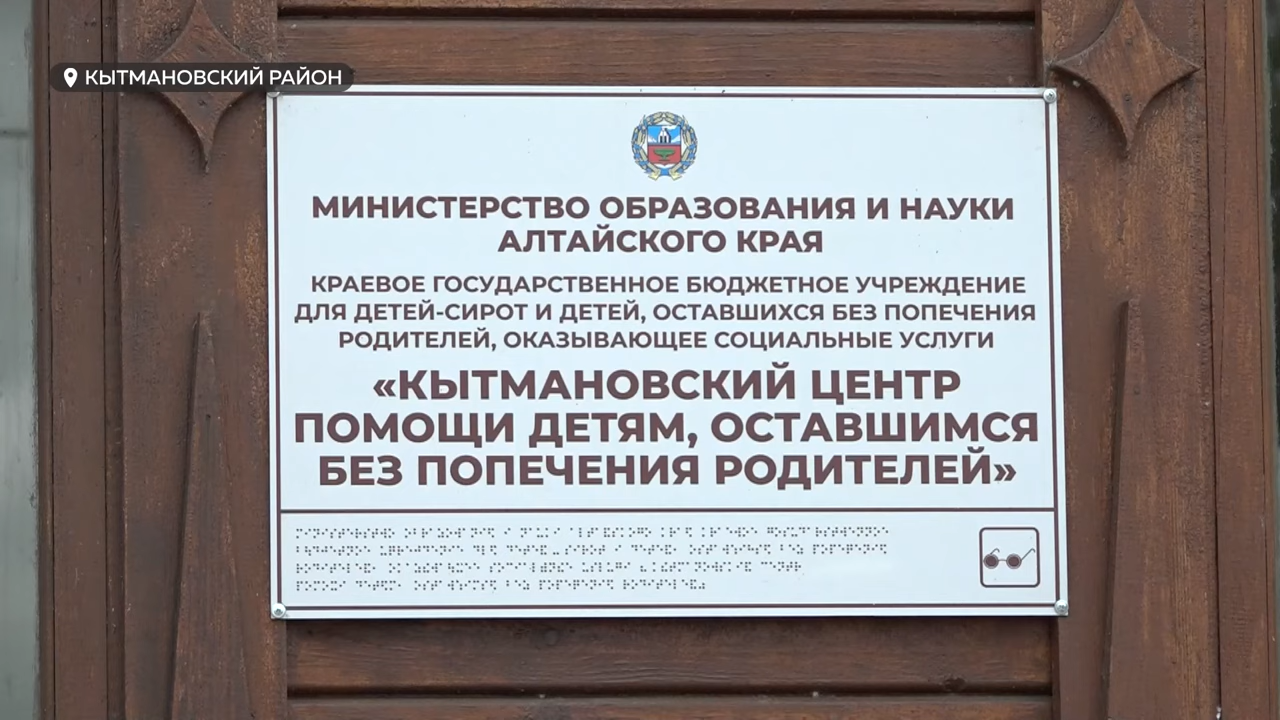 КЫТМАНОВСКИЙ РАЙОН
МИНИСТЕРСТВО ОБРАЗОВАНИЯ И НАУКИ
АЛТАЙСКОГО КРАЯ
КРАЕВОЕ ГОСУДАРСТВЕННОЕ БЮДЖЕТНОЕ УЧРЕЖДЕНИЕ
ДЛЯ ДЕТЕЙ-СИРОТ И ДЕТЕЙ, ОСТАВШИХСЯ БЕЗ ПОПЕЧЕНИЯ
РОДИТЕЛЕЙ, ОКАЗЫВАЮЩЕЕ СОЦИАЛЬНЫЕ УСЛУГИ
«КЫТМАНОВСКИЙ ЦЕНТР
ПОМОЩИ ДЕТЯМ, ОСТАВШИМСЯ
БЕЗ ПОПЕЧЕНИЯ РОДИТЕЛЕЙ»